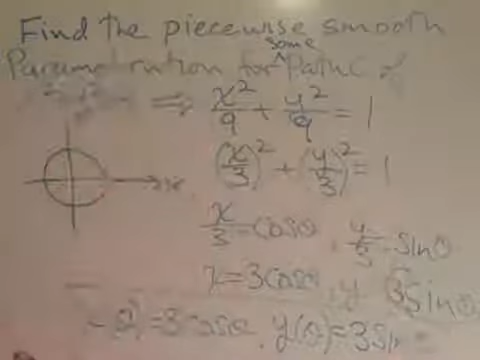 Find the piecewise smooth
some
for Path C of
⇒ x²/9 + y²/9 = 1
(x/3)² + (y/3)² = 1
x/3 = cosθ, y/3 = sinθ
x = 3cosθ, y 3sinθ
(θ) = 3cosθ, y(θ) = 3Sin